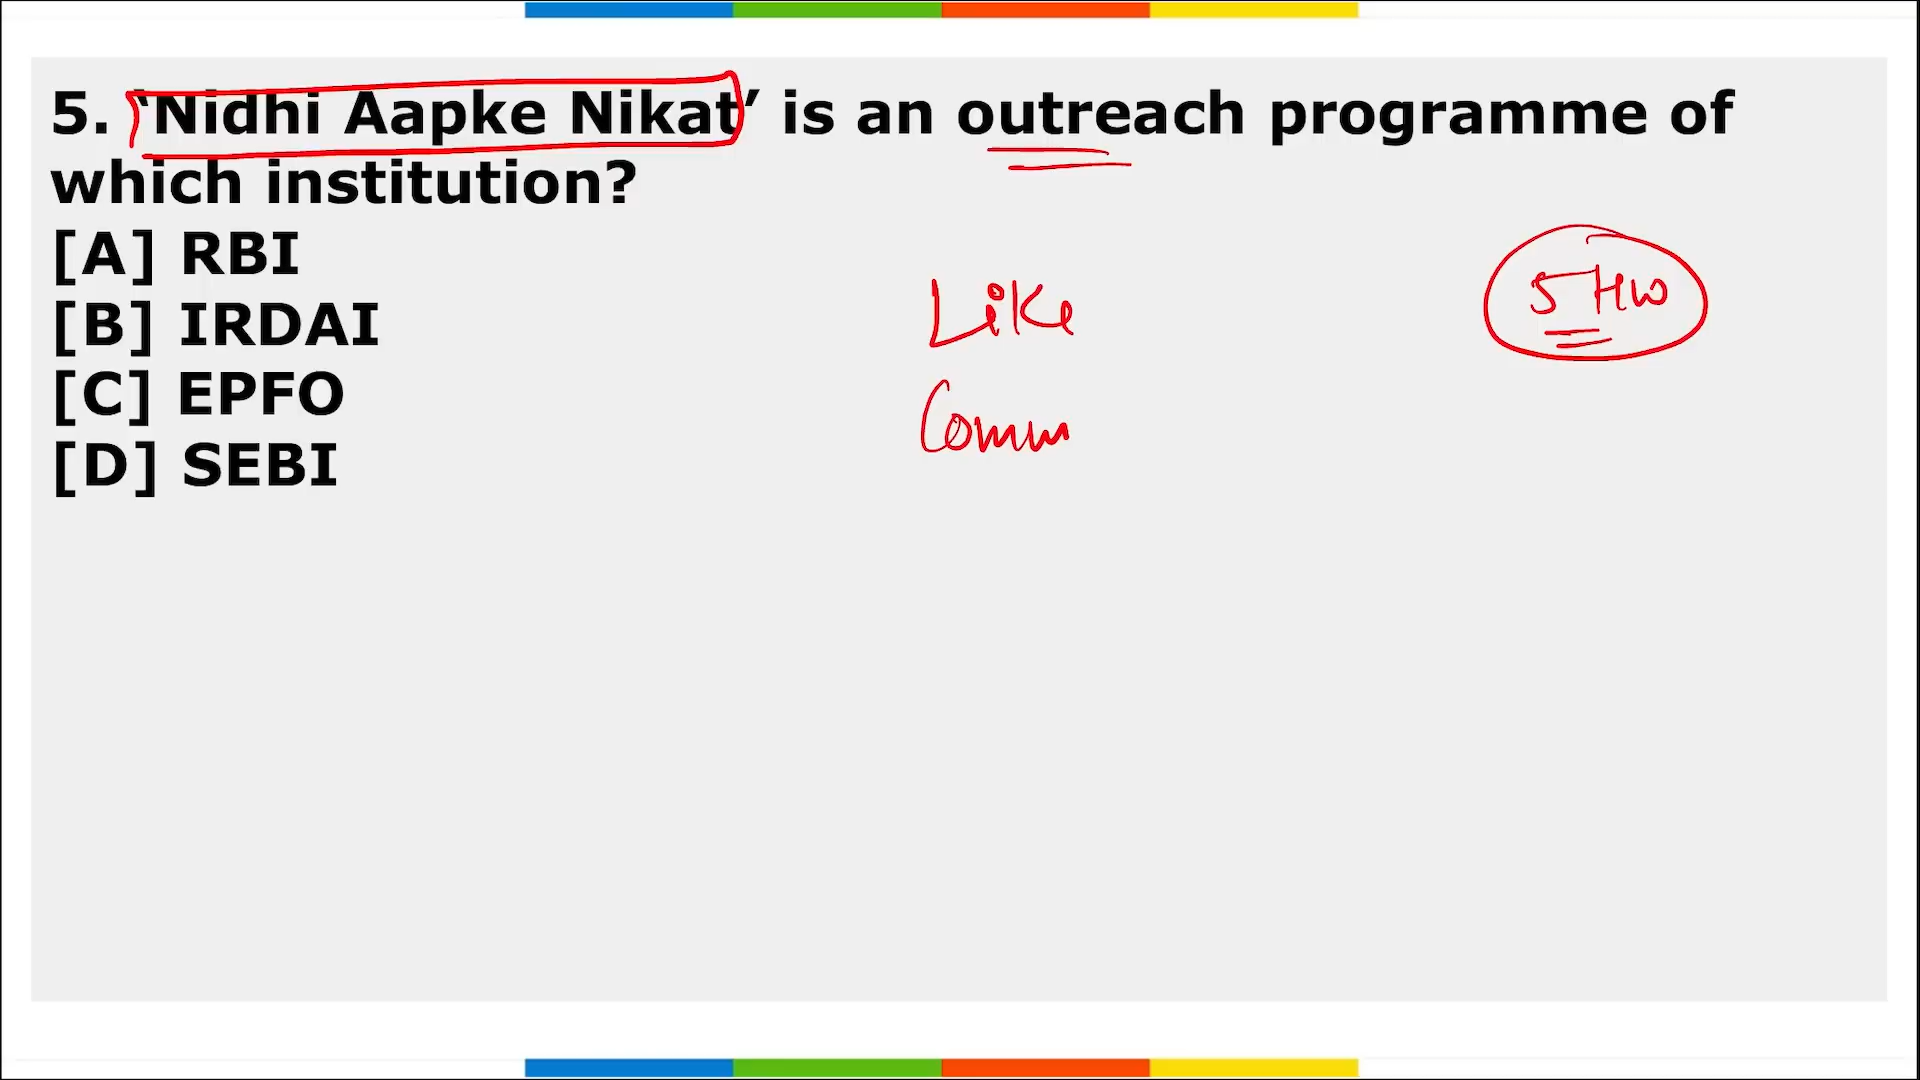 5. ‘Nidhi Aapke Nikat’ is an outreach programme of
which institution?
[A] RBI
[B] IRDAI
[C] EPFO
[D] SEBI
Like
Comm
5 HW